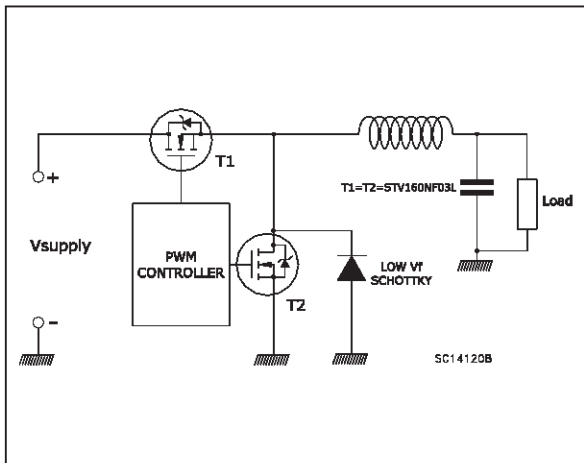 T1
+
T1=T2=STV160NF03L
Load
Vsupply
PWM
CONTROLLER
LOW Vf
SCHOTTKY
T2
-
SC14120B